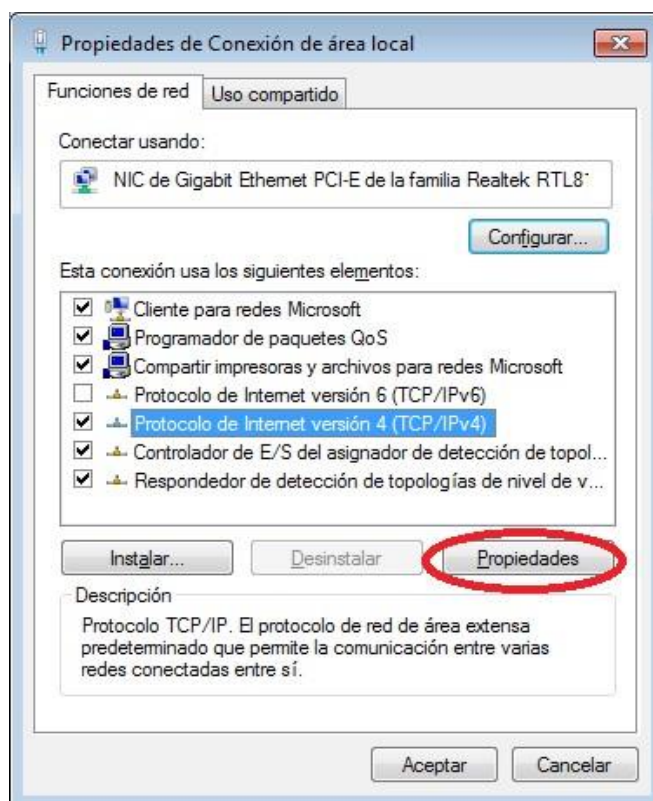 Propiedades de Conexión de área local
Funciones de red
Uso compartido
Conectar usando:
NIC de Gigabit Ethernet PCI-E de la familia Realtek RTL8
Configurar...
Esta conexión usa los siguientes elementos:
Cliente para redes Microsoft
Programador de paquetes QoS
Compartir impresoras y archivos para redes Microsoft
Protocolo de Internet versión 6 (TCP/IPv6)
Protocolo de Internet versión 4 (TCP/IPv4)
Controlador de E/S del asignador de detección de topol...
Respondedor de detección de topologías de nivel de v...
Instalar...
Desinstalar
Propiedades
Descripción
Protocolo TCP/IP. El protocolo de red de área extensa
predeterminado que permite la comunicación entre varias
redes conectadas entre sí.
Aceptar
Cancelar